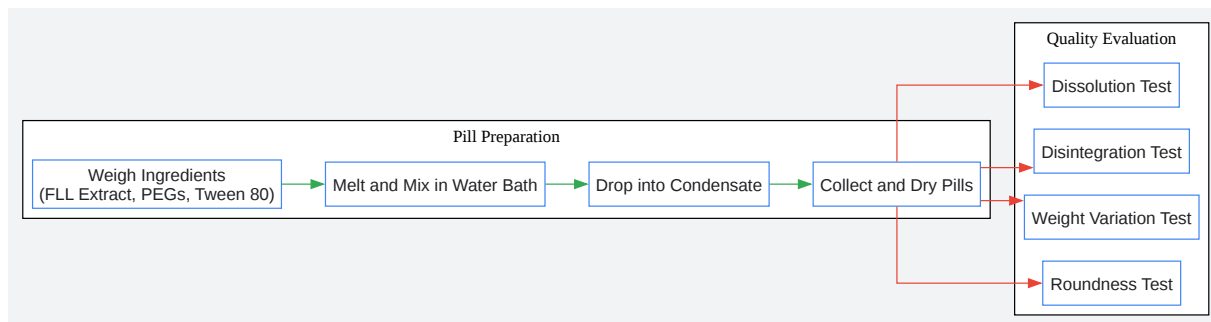 Pill Preparation
Weigh Ingredients
(FLL Extract, PEGs, Tween 80)
Melt and Mix in Water Bath
Drop into Condensate
Collect and Dry Pills
Quality Evaluation
Dissolution Test
Disintegration Test
Weight Variation Test
Roundness Test